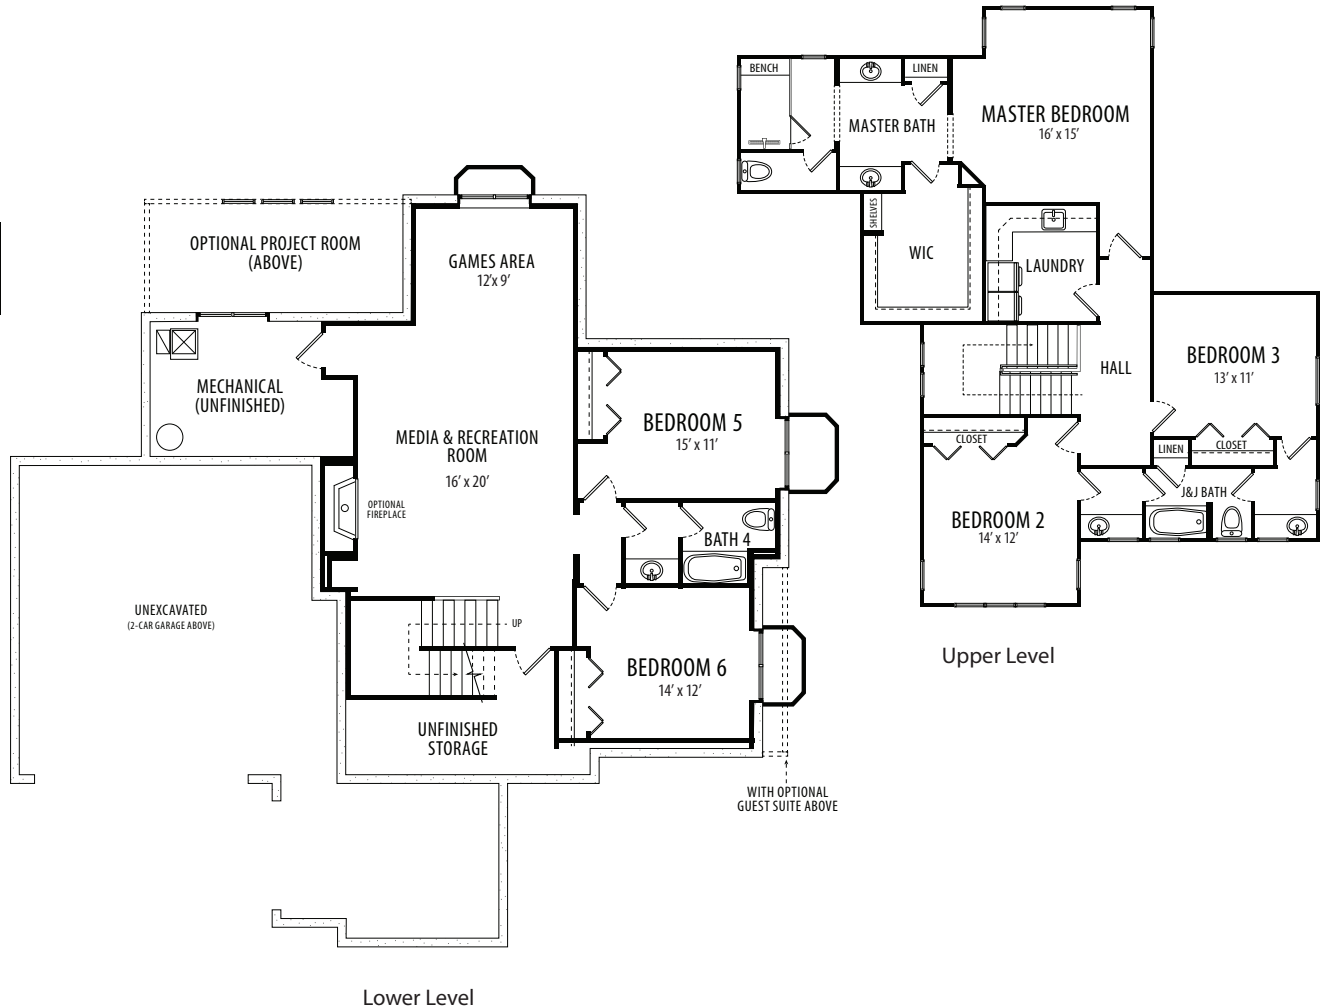 BENCH
LINEN
MASTER BATH
MASTER BEDROOM
16' x 15'
SHELVES
WIC
LAUNDRY
HALL
BEDROOM 3
13' x 11'
CLOSET
LINEN
CLOSET
J&J BATH
BEDROOM 2
14' x 12'
Upper Level
OPTIONAL PROJECT ROOM
(ABOVE)
GAMES AREA
12'x 9'
MECHANICAL
(UNFINISHED)
MEDIA & RECREATION
ROOM
16' x 20'
BEDROOM 5
15' x 11'
OPTIONAL
FIREPLACE
BATH 4
UNEXCAVATED
(2-CAR GARAGE ABOVE)
UP
BEDROOM 6
14' x 12'
UNFINISHED
STORAGE
WITH OPTIONAL
GUEST SUITE ABOVE
Lower Level